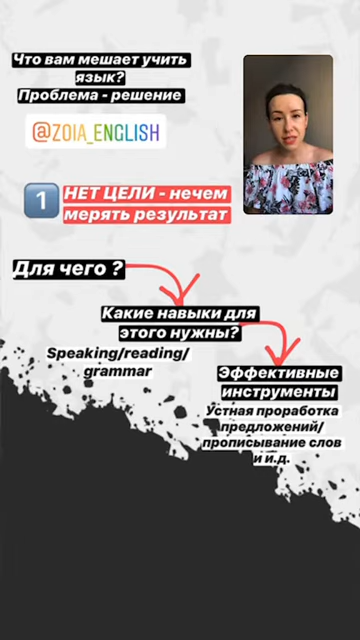 Что вам мешает учить
язык?
Проблема - решение
@ZOIA_ENGLISH
1
НЕТ ЦЕЛИ - нечем
мерять результат
Для чего ?
Какие навыки для
этого нужны?
Speaking/reading/
grammar
Эффективные
инструменты
Устная проработка
предложений/
прописывание слов
и и.д.